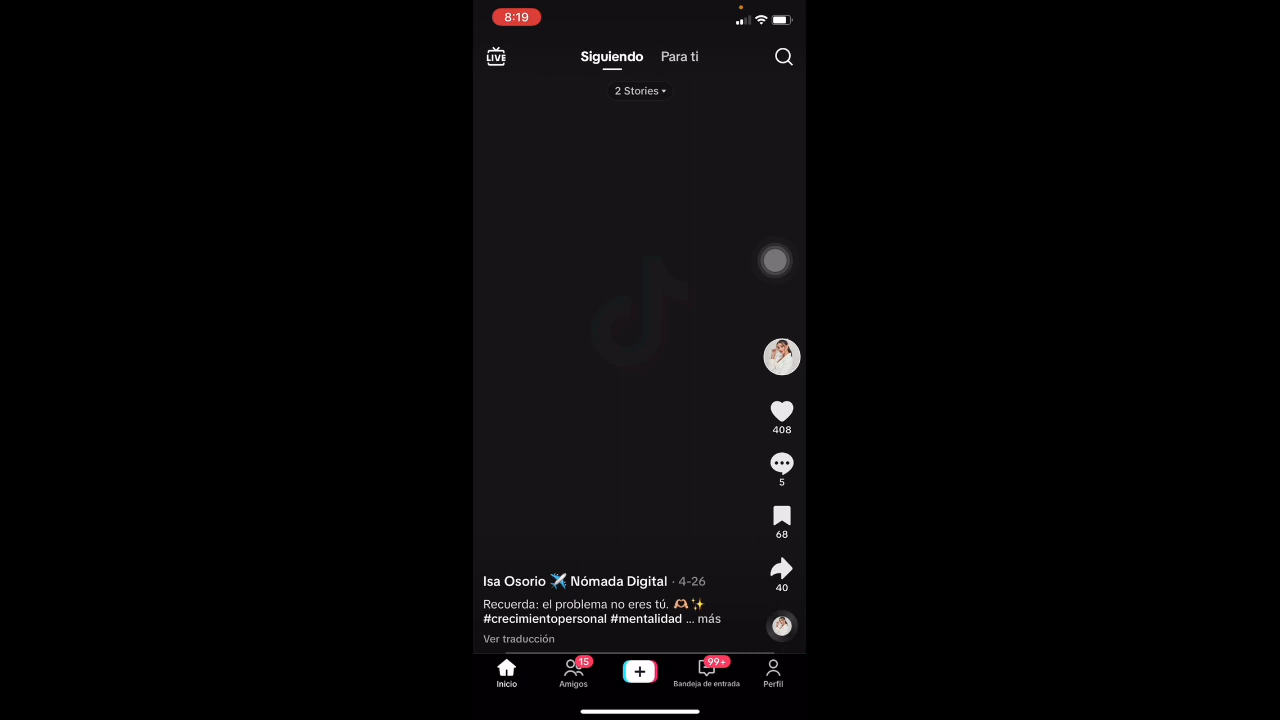 8:19
LIVE
Siguiendo Para ti
2 Stories
408
5
68
40
Isa Osorio ✈️ Nómada Digital · 4-26
Recuerda: el problema no eres tú. 🫶🏼✨
#crecimientopersonal #mentalidad ... más
Ver traducción
15
99+
Inicio
Amigos
Bandeja de entrada
Perfil